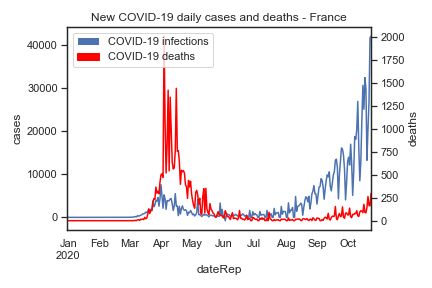 New COVID-19 daily cases and deaths - France
COVID-19 infections
COVID-19 deaths
40000
30000
20000
10000
0
cases
2000
1750
1500
1250
1000
750
500
250
0
deaths
Jan Feb Mar Apr May Jun Jul Aug Sep Oct
2020
dateRep